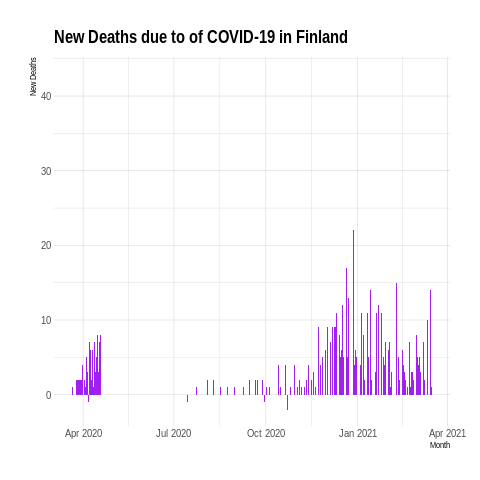 New Deaths due to of COVID-19 in Finland
New Deaths
40
30
20
10
0
Apr 2020 Jul 2020 Oct 2020 Jan 2021 Apr 2021
Month